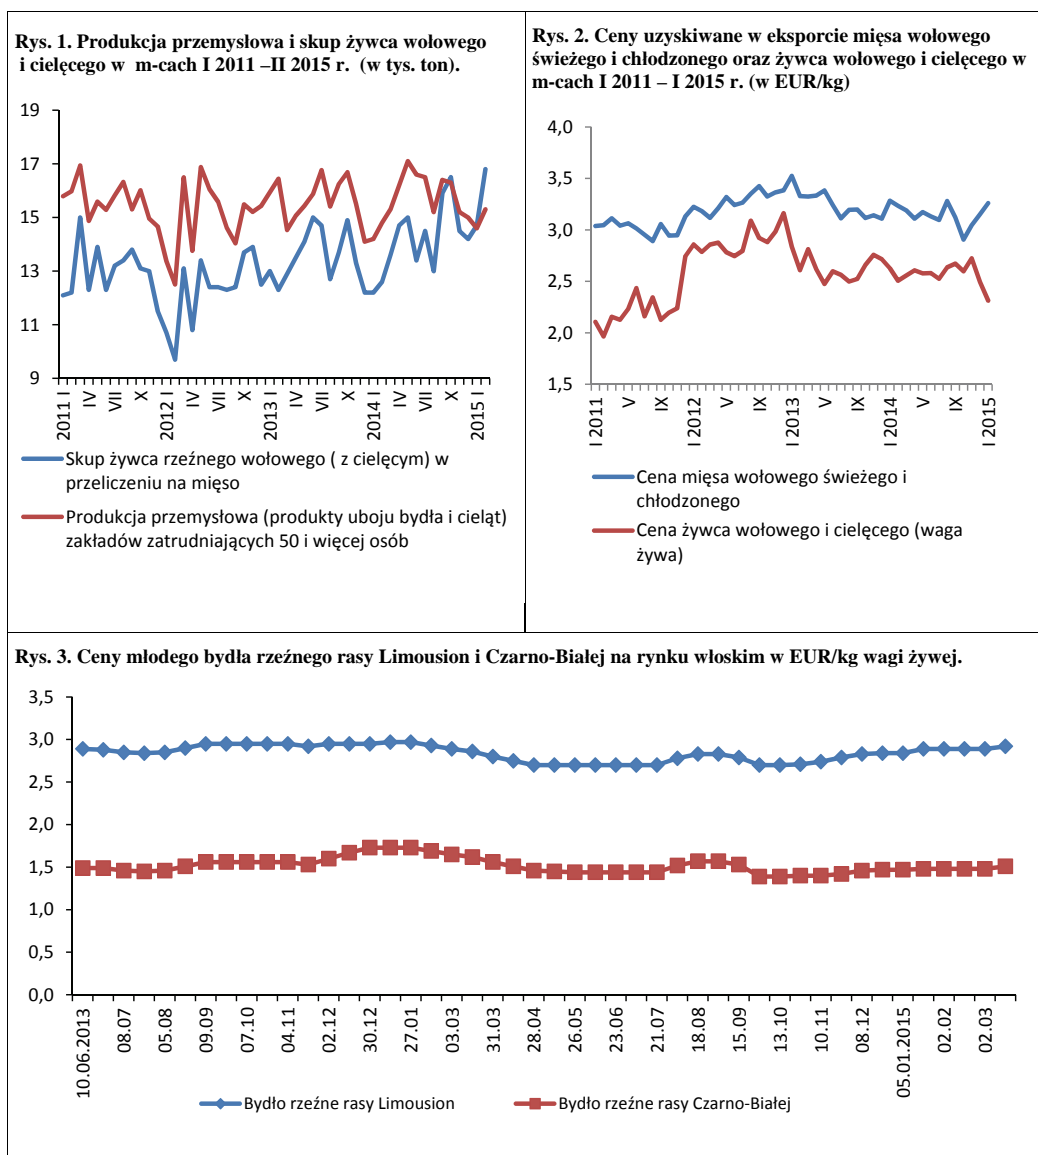 Rys. 1. Produkcja przemysłowa i skup żywca wołowego
i cielęcego w m-cach I 2011 –II 2015 r. (w tys. ton).
19
17
15
13
11
9
2011 I
IV
VII
X
2012 I
IV
VII
X
2013 I
IV
VII
X
2014 I
IV
VII
X
2015 I
Skup żywca rzeźnego wołowego ( z cielęcym) w
przeliczeniu na mięso
Produkcja przemysłowa (produkty uboju bydła i cieląt)
zakładów zatrudniających 50 i więcej osób
Rys. 2. Ceny uzyskiwane w eksporcie mięsa wołowego
świeżego i chłodzonego oraz żywca wołowego i cielęcego w
m-cach I 2011 – I 2015 r. (w EUR/kg)
4,0
3,5
3,0
2,5
2,0
1,5
I 2011
V
IX
I 2012
V
IX
I 2013
V
IX
I 2014
V
IX
I 2015
Cena mięsa wołowego świeżego i
chłodzonego
Cena żywca wołowego i cielęcego (waga
żywa)
Rys. 3. Ceny młodego bydła rzeźnego rasy Limousion i Czarno-Białej na rynku włoskim w EUR/kg wagi żywej.
3,5
3,0
2,5
2,0
1,5
1,0
0,5
0,0
10.06.2013
08.07
05.08
09.09
07.10
04.11
02.12
30.12
27.01
03.03
31.03
28.04
26.05
23.06
21.07
18.08
15.09
13.10
10.11
08.12
05.01.2015
02.02
02.03
Bydło rzeźne rasy Limousion
Bydło rzeźne rasy Czarno-Białej